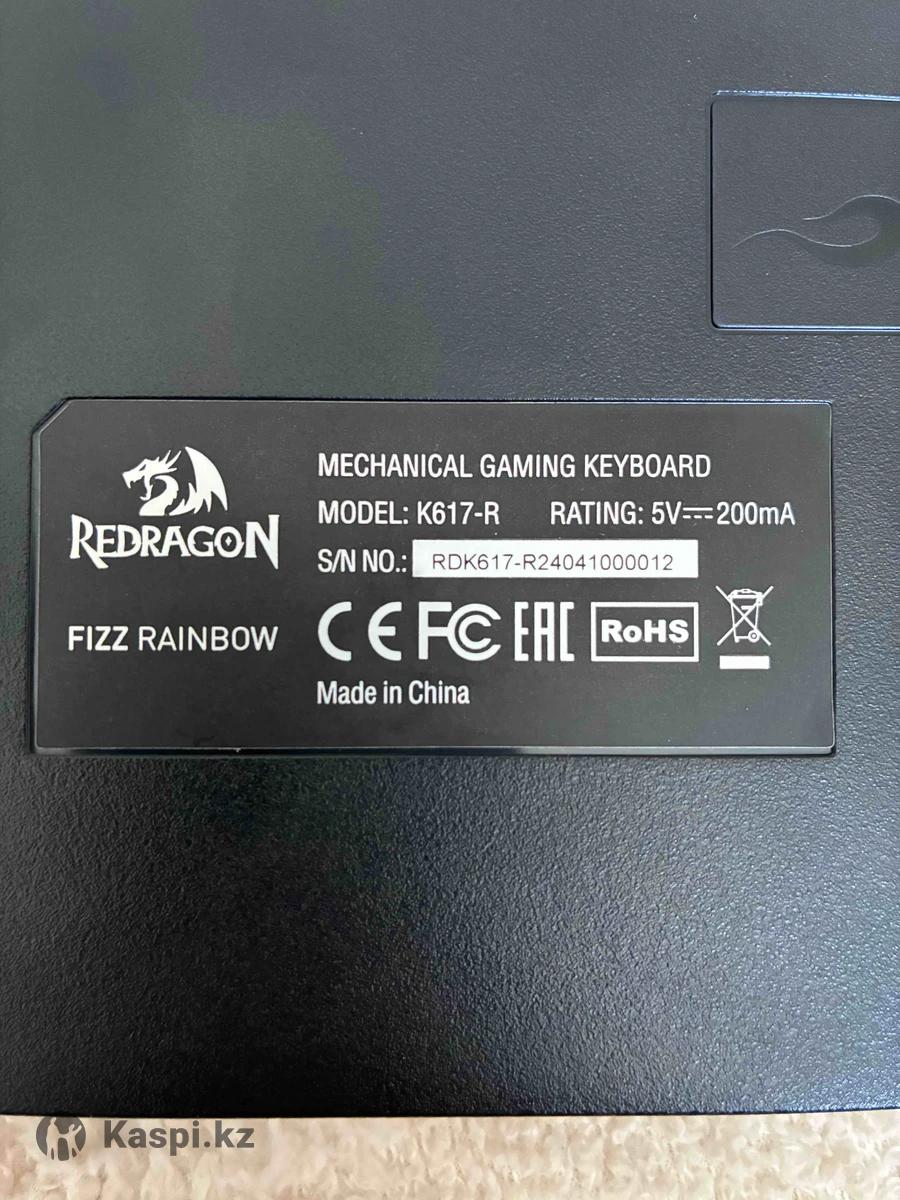 MECHANICAL GAMING KEYBOARD
MODEL: K617-R RATING: 5V⎓200mA
REDRAGON
S/N NO.: RDK617-R24041000012
FIZZ RAINBOW
CE FC EAC RoHS
Made in China
Kaspi.kz